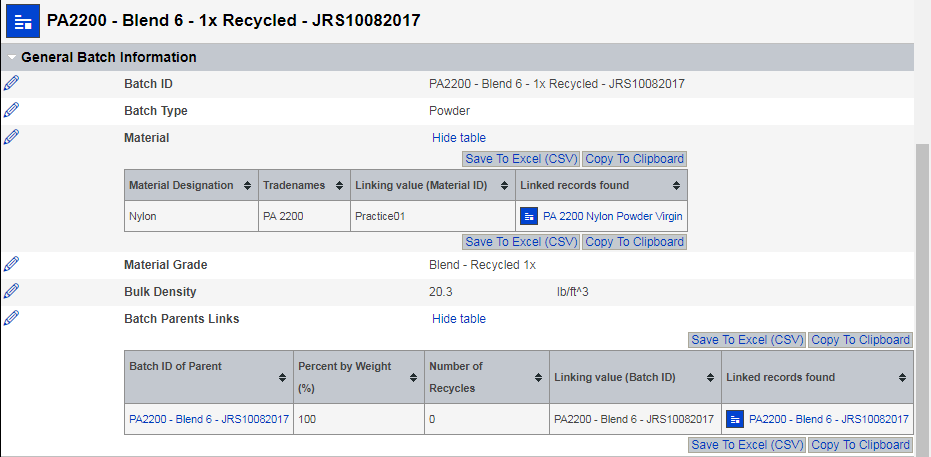 PA2200 - Blend 6 - 1x Recycled - JRS10082017
General Batch Information
Batch ID PA2200 - Blend 6 - 1x Recycled - JRS10082017
Batch Type Powder
Material Hide table
Save To Excel (CSV) Copy To Clipboard
Material Designation Tradenames Linking value (Material ID) Linked records found
Nylon PA 2200 Practice01 PA 2200 Nylon Powder Virgin
Save To Excel (CSV) Copy To Clipboard
Material Grade Blend - Recycled 1x
Bulk Density 20.3 lb/ft^3
Batch Parents Links Hide table
Save To Excel (CSV) Copy To Clipboard
Batch ID of Parent Percent by Weight (%) Number of Recycles Linking value (Batch ID) Linked records found
PA2200 - Blend 6 - JRS10082017 100 0 PA2200 - Blend 6 - JRS10082017 PA2200 - Blend 6 - JRS10082017
Save To Excel (CSV) Copy To Clipboard